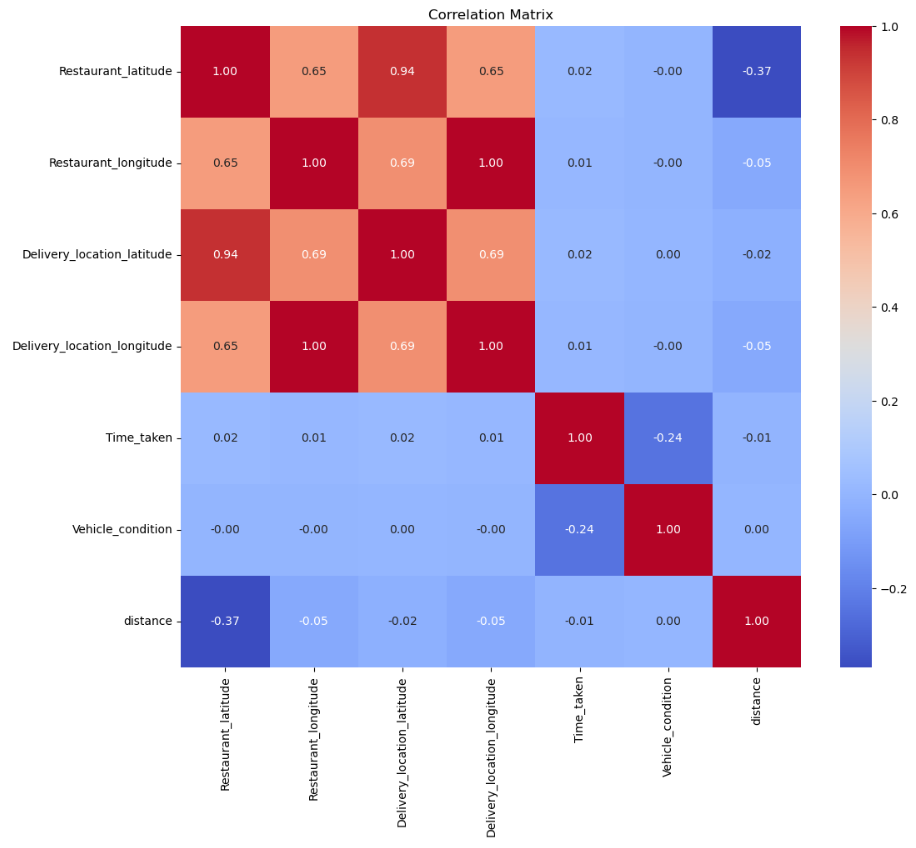 Correlation Matrix
Restaurant_latitude 1.00 0.65 0.94 0.65 0.02 -0.00 -0.37
Restaurant_longitude 0.65 1.00 0.69 1.00 0.01 -0.00 -0.05
Delivery_location_latitude 0.94 0.69 1.00 0.69 0.02 0.00 -0.02
Delivery_location_longitude 0.65 1.00 0.69 1.00 0.01 -0.00 -0.05
Time_taken 0.02 0.01 0.02 0.01 1.00 -0.24 -0.01
Vehicle_condition -0.00 -0.00 0.00 -0.00 -0.24 1.00 0.00
distance -0.37 -0.05 -0.02 -0.05 -0.01 0.00 1.00
Restaurant_latitude
Restaurant_longitude
Delivery_location_latitude
Delivery_location_longitude
Time_taken
Vehicle_condition
distance
1.0
0.8
0.6
0.4
0.2
0.0
−0.2